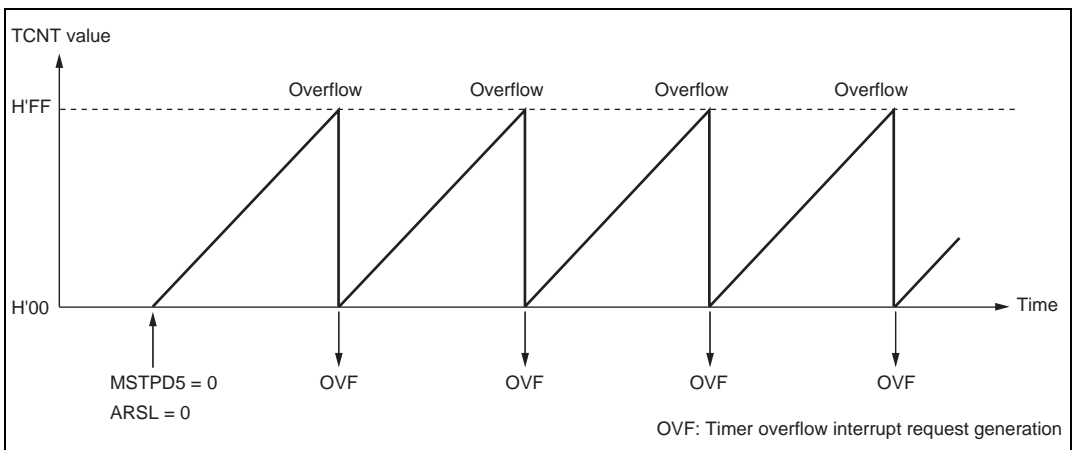 TCNT value
Overflow Overflow Overflow Overflow
H'FF
H'00
Time
MSTPD5 = 0
ARSL = 0
OVF OVF OVF OVF
OVF: Timer overflow interrupt request generation